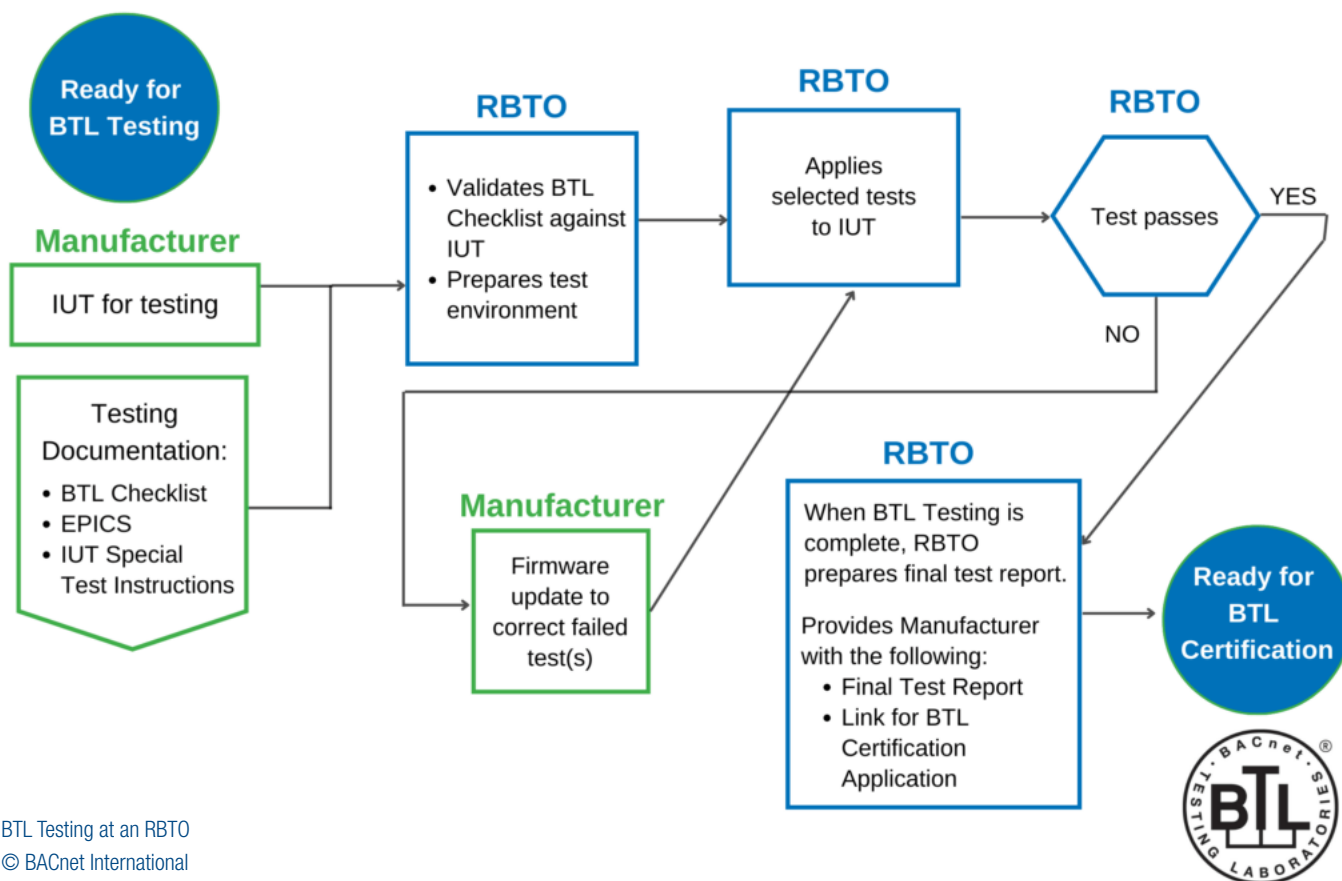 Ready for
BTL Testing
Manufacturer
IUT for testing
Testing
Documentation:
• BTL Checklist
• EPICS
• IUT Special
Test Instructions
RBTO
• Validates BTL
Checklist against
IUT
• Prepares test
environment
RBTO
Applies
selected tests
to IUT
RBTO
Test passes
YES
NO
Manufacturer
Firmware
update to
correct failed
test(s)
RBTO
When BTL Testing is
complete, RBTO
prepares final test report.
Provides Manufacturer
with the following:
• Final Test Report
• Link for BTL
Certification
Application
Ready for
BTL
Certification
BACnet · TESTING LABORATORIES ®
BTL
BTL Testing at an RBTO
© BACnet International